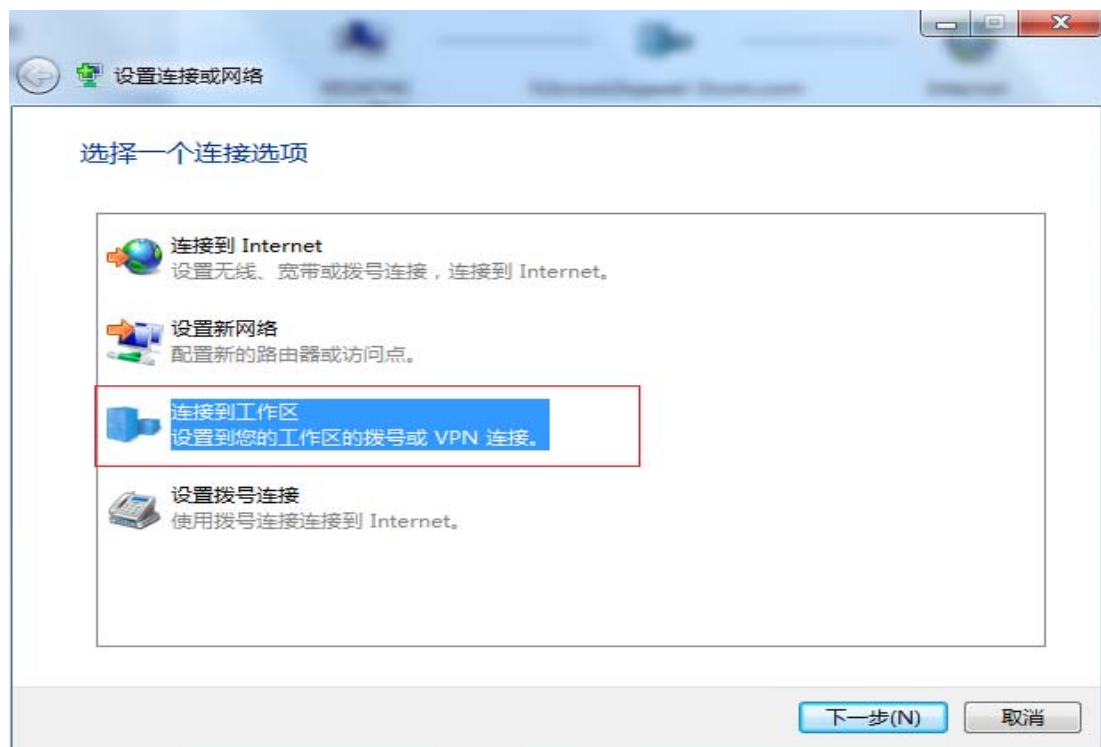 设置连接或网络
选择一个连接选项
连接到 Internet
设置无线、宽带或拨号连接，连接到 Internet。
设置新网络
配置新的路由器或访问点。
连接到工作区
设置到您的工作区的拨号或 VPN 连接。
设置拨号连接
使用拨号连接连接到 Internet。
下一步(N)
取消